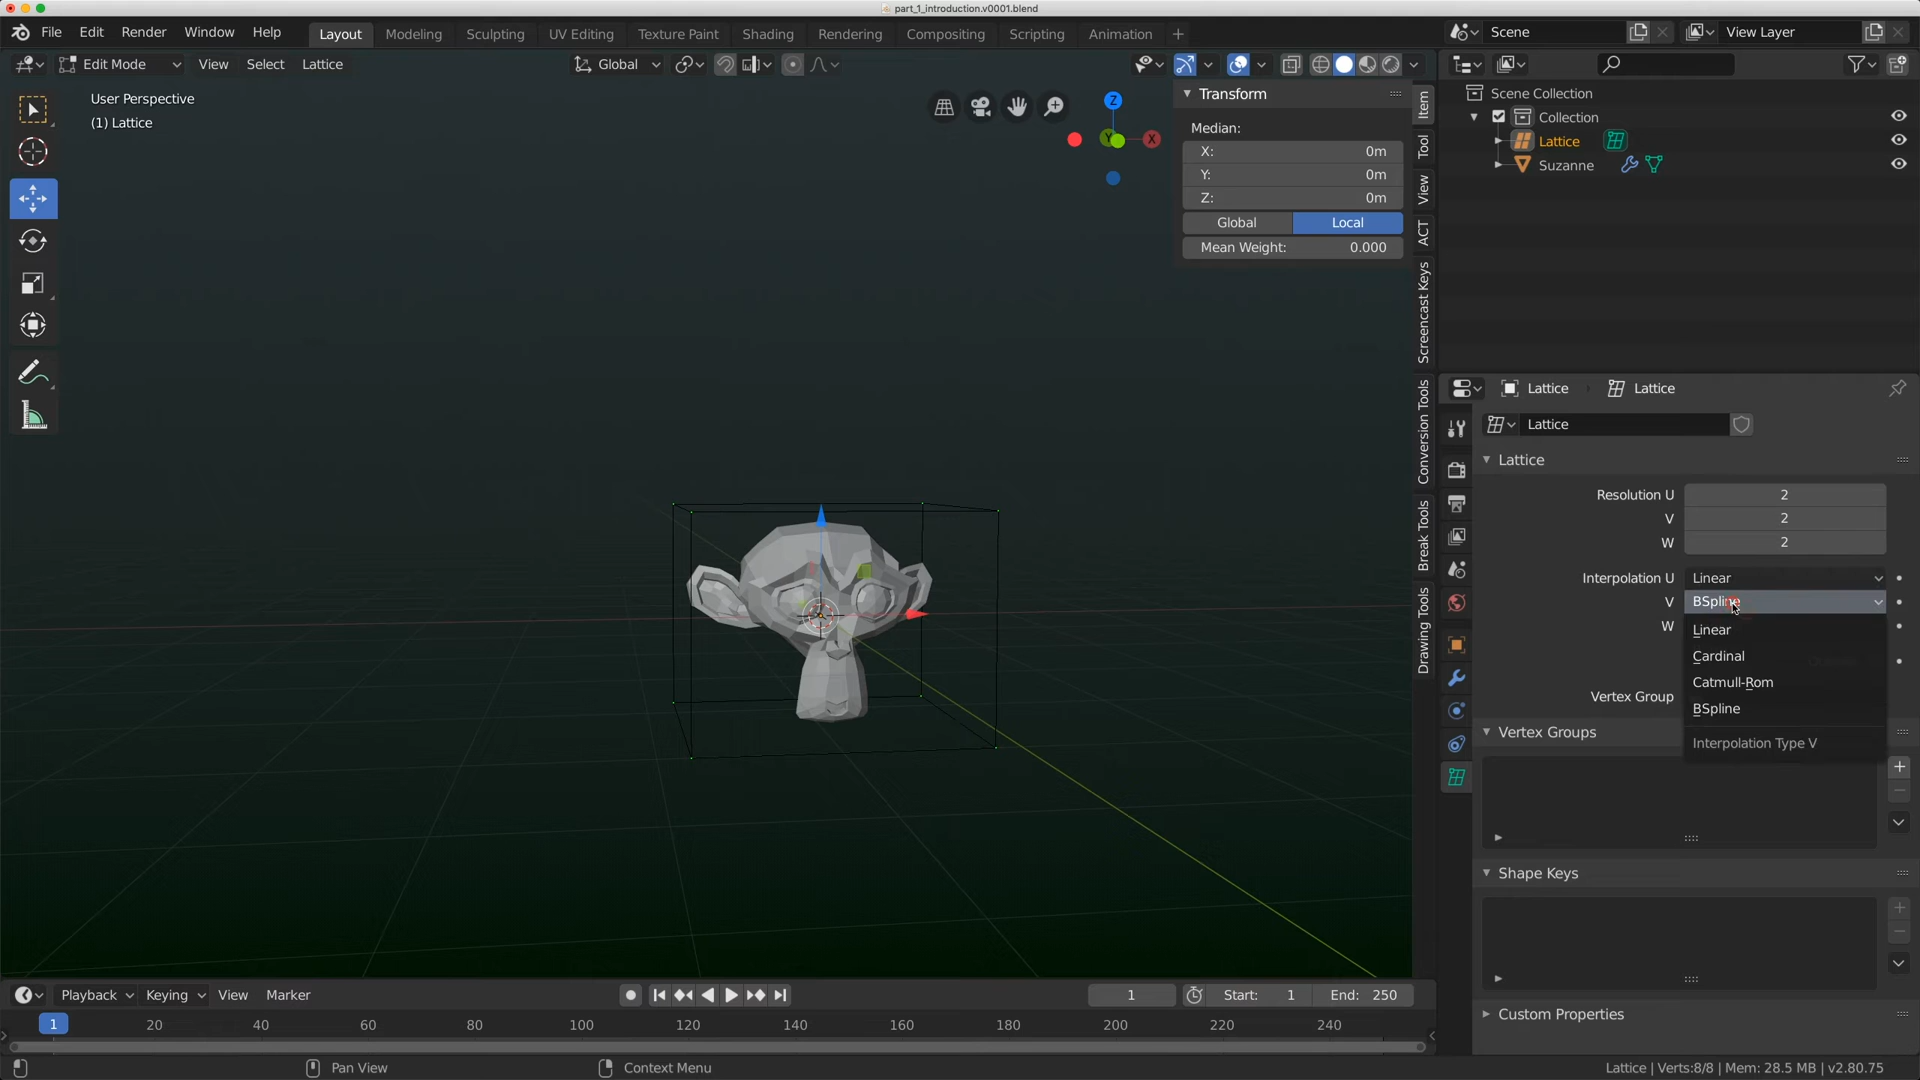 part_1_introduction.v0001.blend
File Edit Render Window Help Layout Modeling Sculpting UV Editing Texture Paint Shading Rendering Compositing Scripting Animation + Scene View Layer
Edit Mode View Select Lattice Global
User Perspective
(1) Lattice
Z
Y
X
Transform
Median:
X: 0m
Y: 0m
Z: 0m
Global Local
Mean Weight: 0.000
Item
Tool
View
ACT
Screencast Keys
Conversion Tools
Break Tools
Drawing Tools
Scene Collection
Collection
Lattice
Suzanne
Lattice Lattice
Lattice
Lattice
Resolution U 2
V 2
W 2
Interpolation U Linear
V BSpline
W
Linear
Cardinal
Catmull-Rom
BSpline
Interpolation Type V
Vertex Group
Vertex Groups
Shape Keys
Custom Properties
Playback Keying View Marker 1 Start: 1 End: 250
1 20 40 60 80 100 120 140 160 180 200 220 240
Pan View Context Menu Lattice | Verts:8/8 | Mem: 28.5 MB | v2.80.75